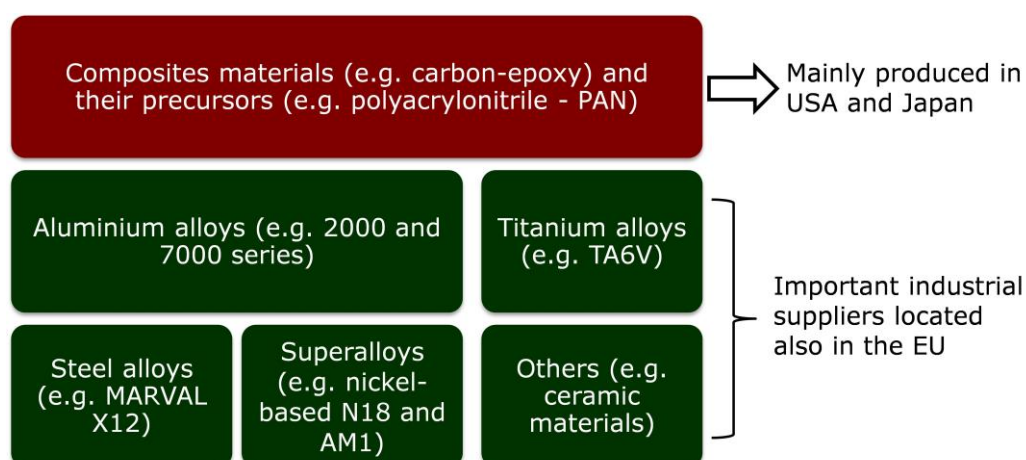 Composites materials (e.g. carbon-epoxy) and
their precursors (e.g. polyacrylonitrile - PAN)
Mainly produced in
USA and Japan
Aluminium alloys (e.g. 2000 and
7000 series)
Titanium alloys
(e.g. TA6V)
Important industrial
suppliers located
also in the EU
Steel alloys
(e.g. MARVAL
X12)
Superalloys
(e.g. nickel-
based N18 and
AM1)
Others (e.g.
ceramic
materials)